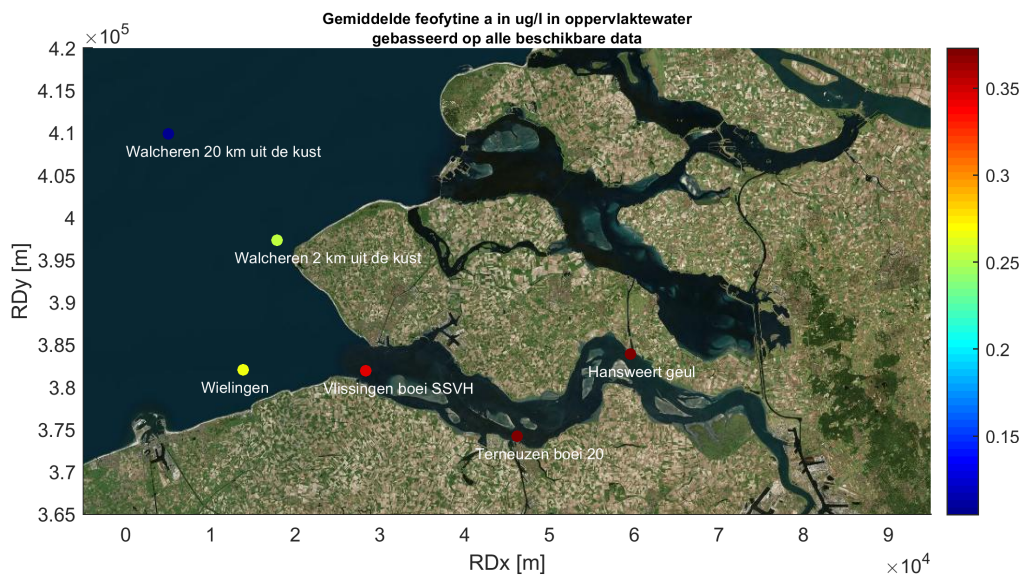 Gemiddelde feofytine a in ug/l in oppervlaktewater
gebasseerd op alle beschikbare data
×10⁵
4.2
4.15
4.1
4.05
4
3.95
3.9
3.85
3.8
3.75
3.7
3.65
RDy [m]
Walcheren 20 km uit de kust
Walcheren 2 km uit de kust
Wielingen
Vlissingen boei SSVH
Hansweert geul
Terneuzen boei 20
0
1
2
3
4
5
6
7
8
9
×10⁴
RDx [m]
0.35
0.3
0.25
0.2
0.15